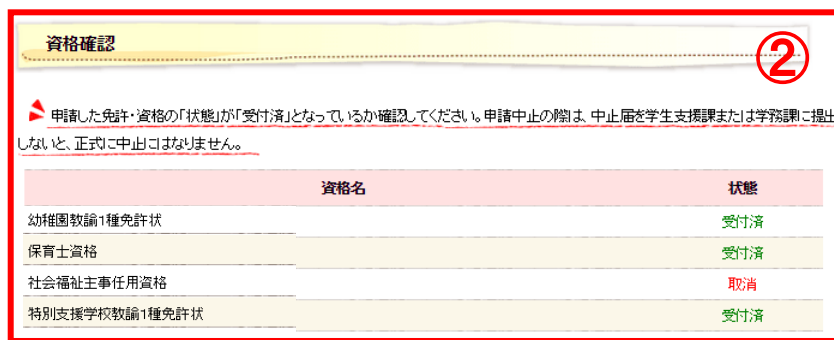 資格確認
②
申請した免許・資格の「状態」が「受付済」となっているか確認してください。申請中止の際は、中止届を学生支援課または学務課に提出
しないと、正式に中止にはなりません。
資格名 状態
幼稚園教諭1種免許状 受付済
保育士資格 受付済
社会福祉主事任用資格 取消
特別支援学校教諭1種免許状 受付済